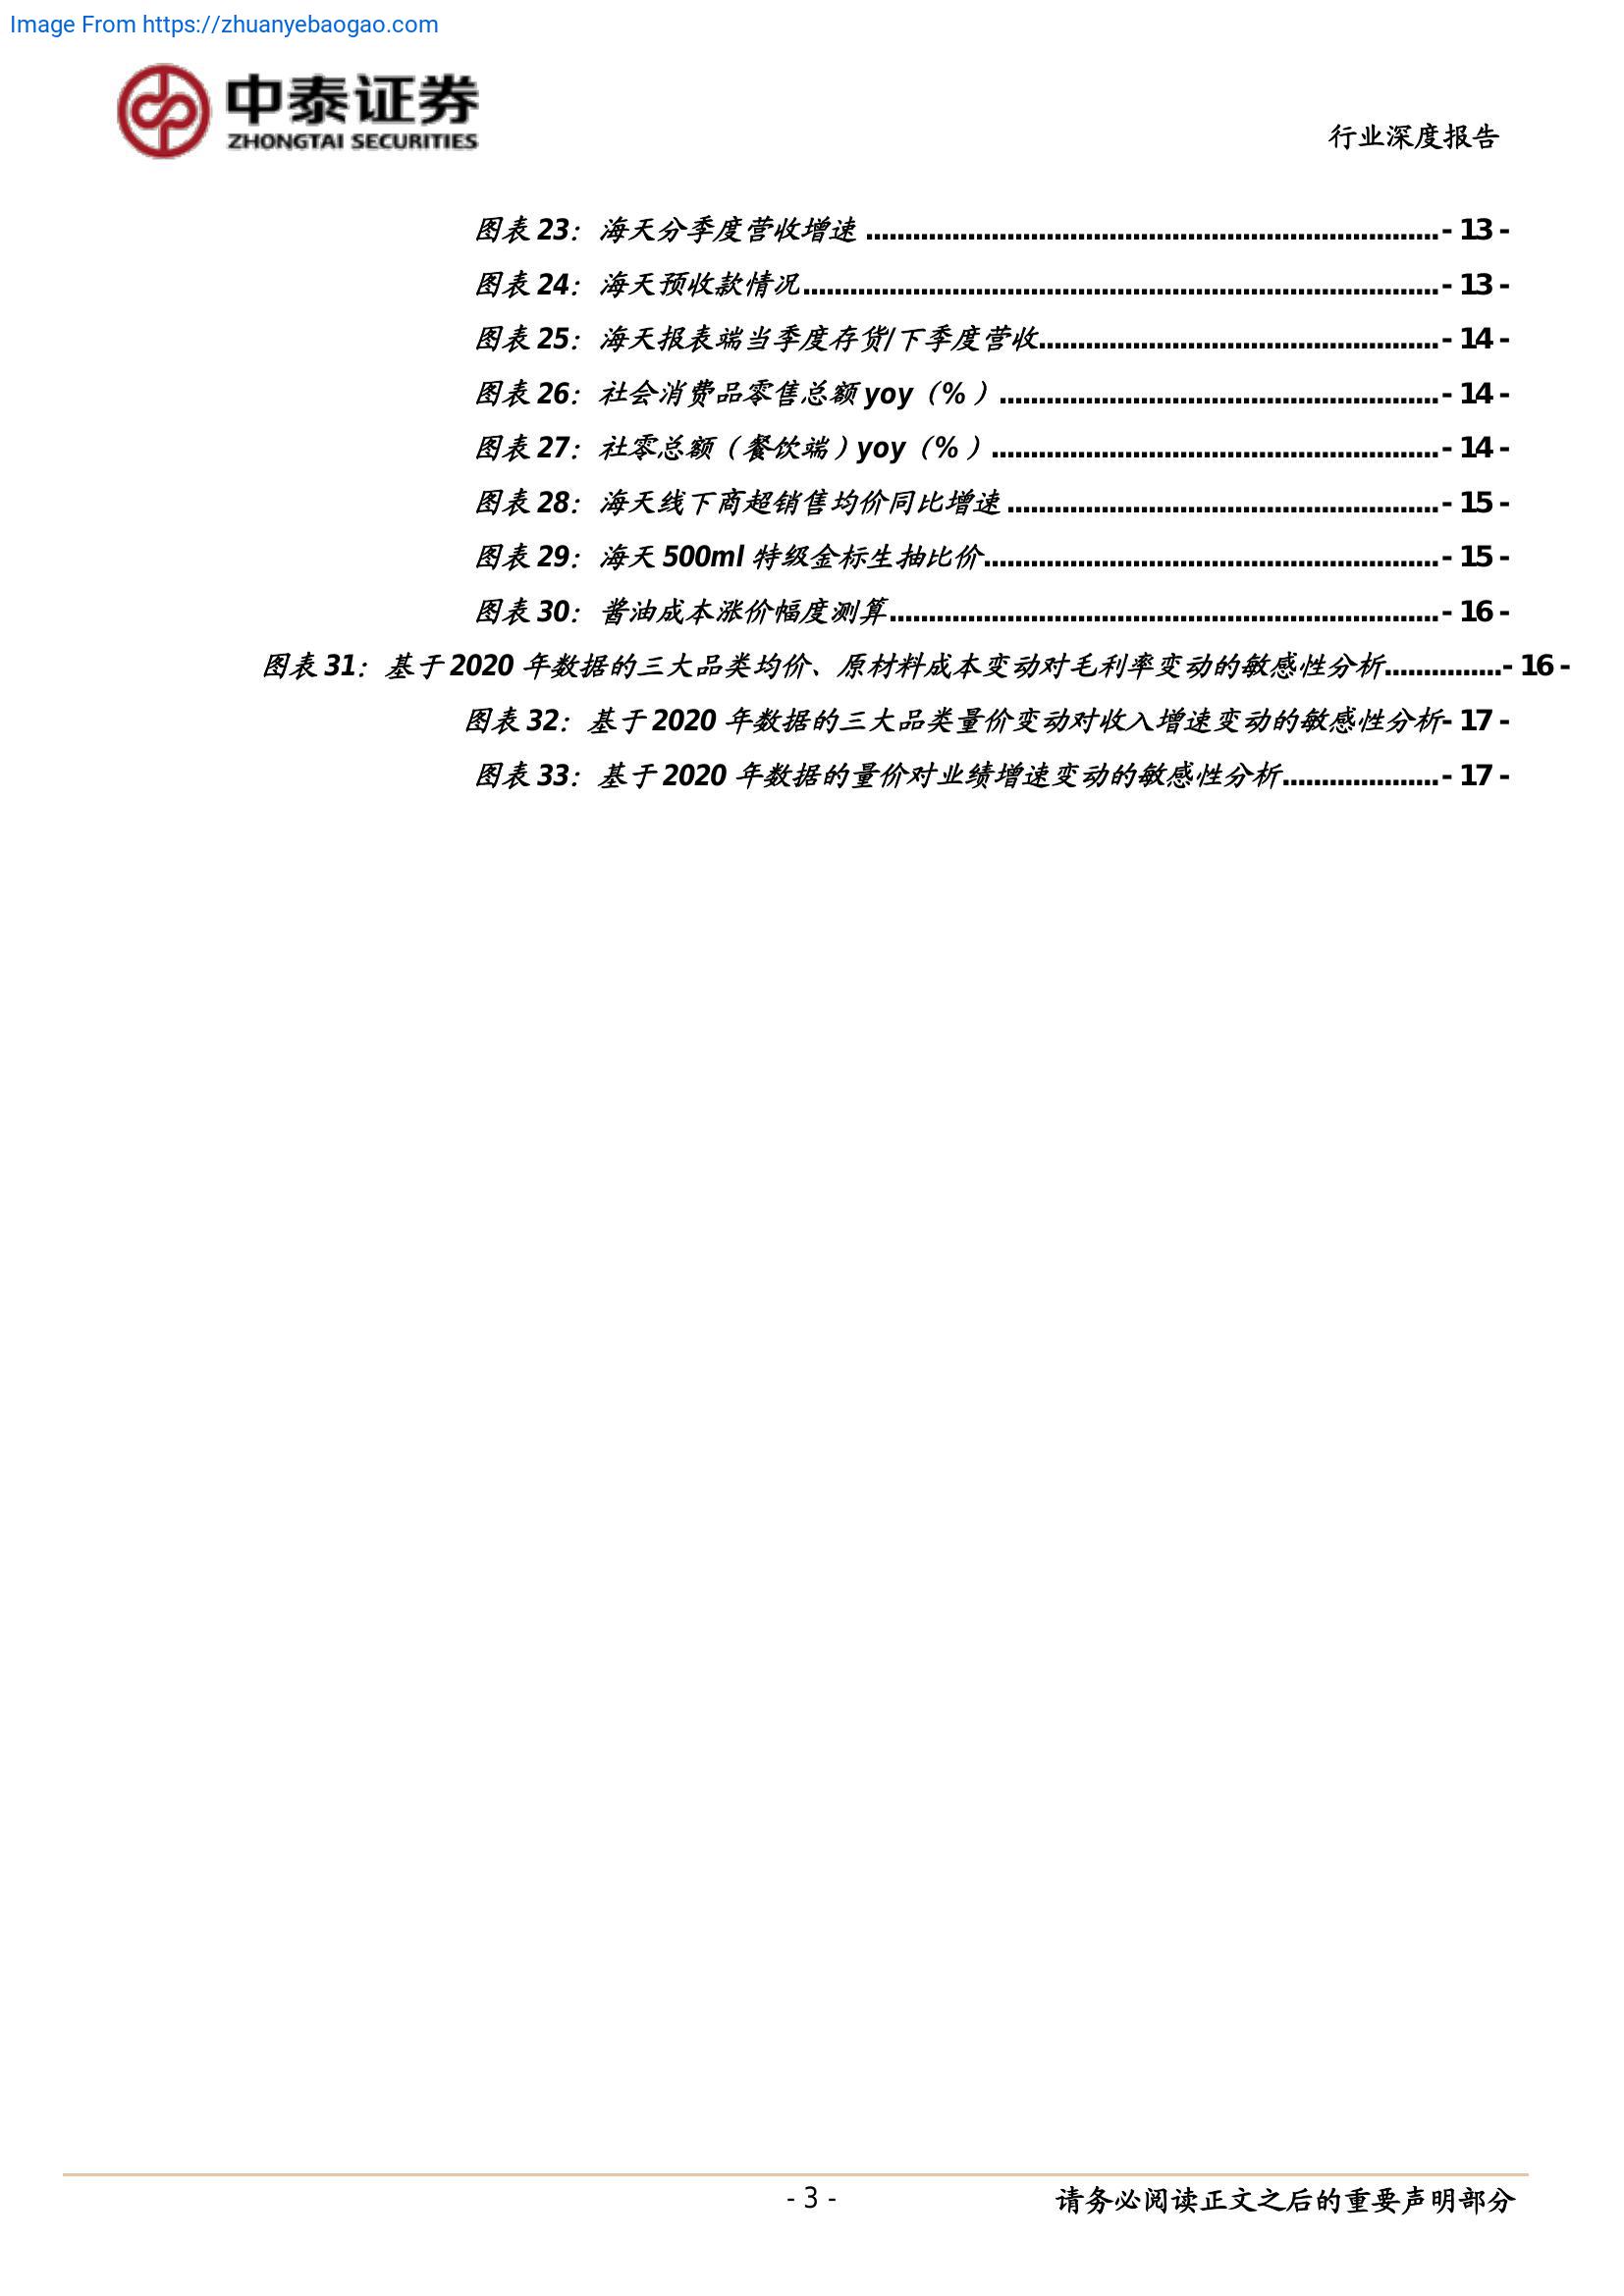 Image From https://zhuanyebaogao.com
中泰证券
ZHONGTAI SECURITIES
行业深度报告
图表 23：海天分季度营收增速 ........................................................................- 13 -
图表 24：海天预收款情况................................................................................- 13 -
图表 25：海天报表端当季度存货/下季度营收..................................................- 14 -
图表 26：社会消费品零售总额 yoy（%）.......................................................- 14 -
图表 27：社零总额（餐饮端）yoy（%）........................................................- 14 -
图表 28：海天线下商超销售均价同比增速 ......................................................- 15 -
图表 29：海天 500ml 特级金标生抽比价.........................................................- 15 -
图表 30：酱油成本涨价幅度测算.....................................................................- 16 -
图表 31：基于 2020 年数据的三大品类均价、原材料成本变动对毛利率变动的敏感性分析...............- 16 -
图表 32：基于 2020 年数据的三大品类量价变动对收入增速变动的敏感性分析- 17 -
图表 33：基于 2020 年数据的量价对业绩增速变动的敏感性分析....................- 17 -
- 3 -
请务必阅读正文之后的重要声明部分